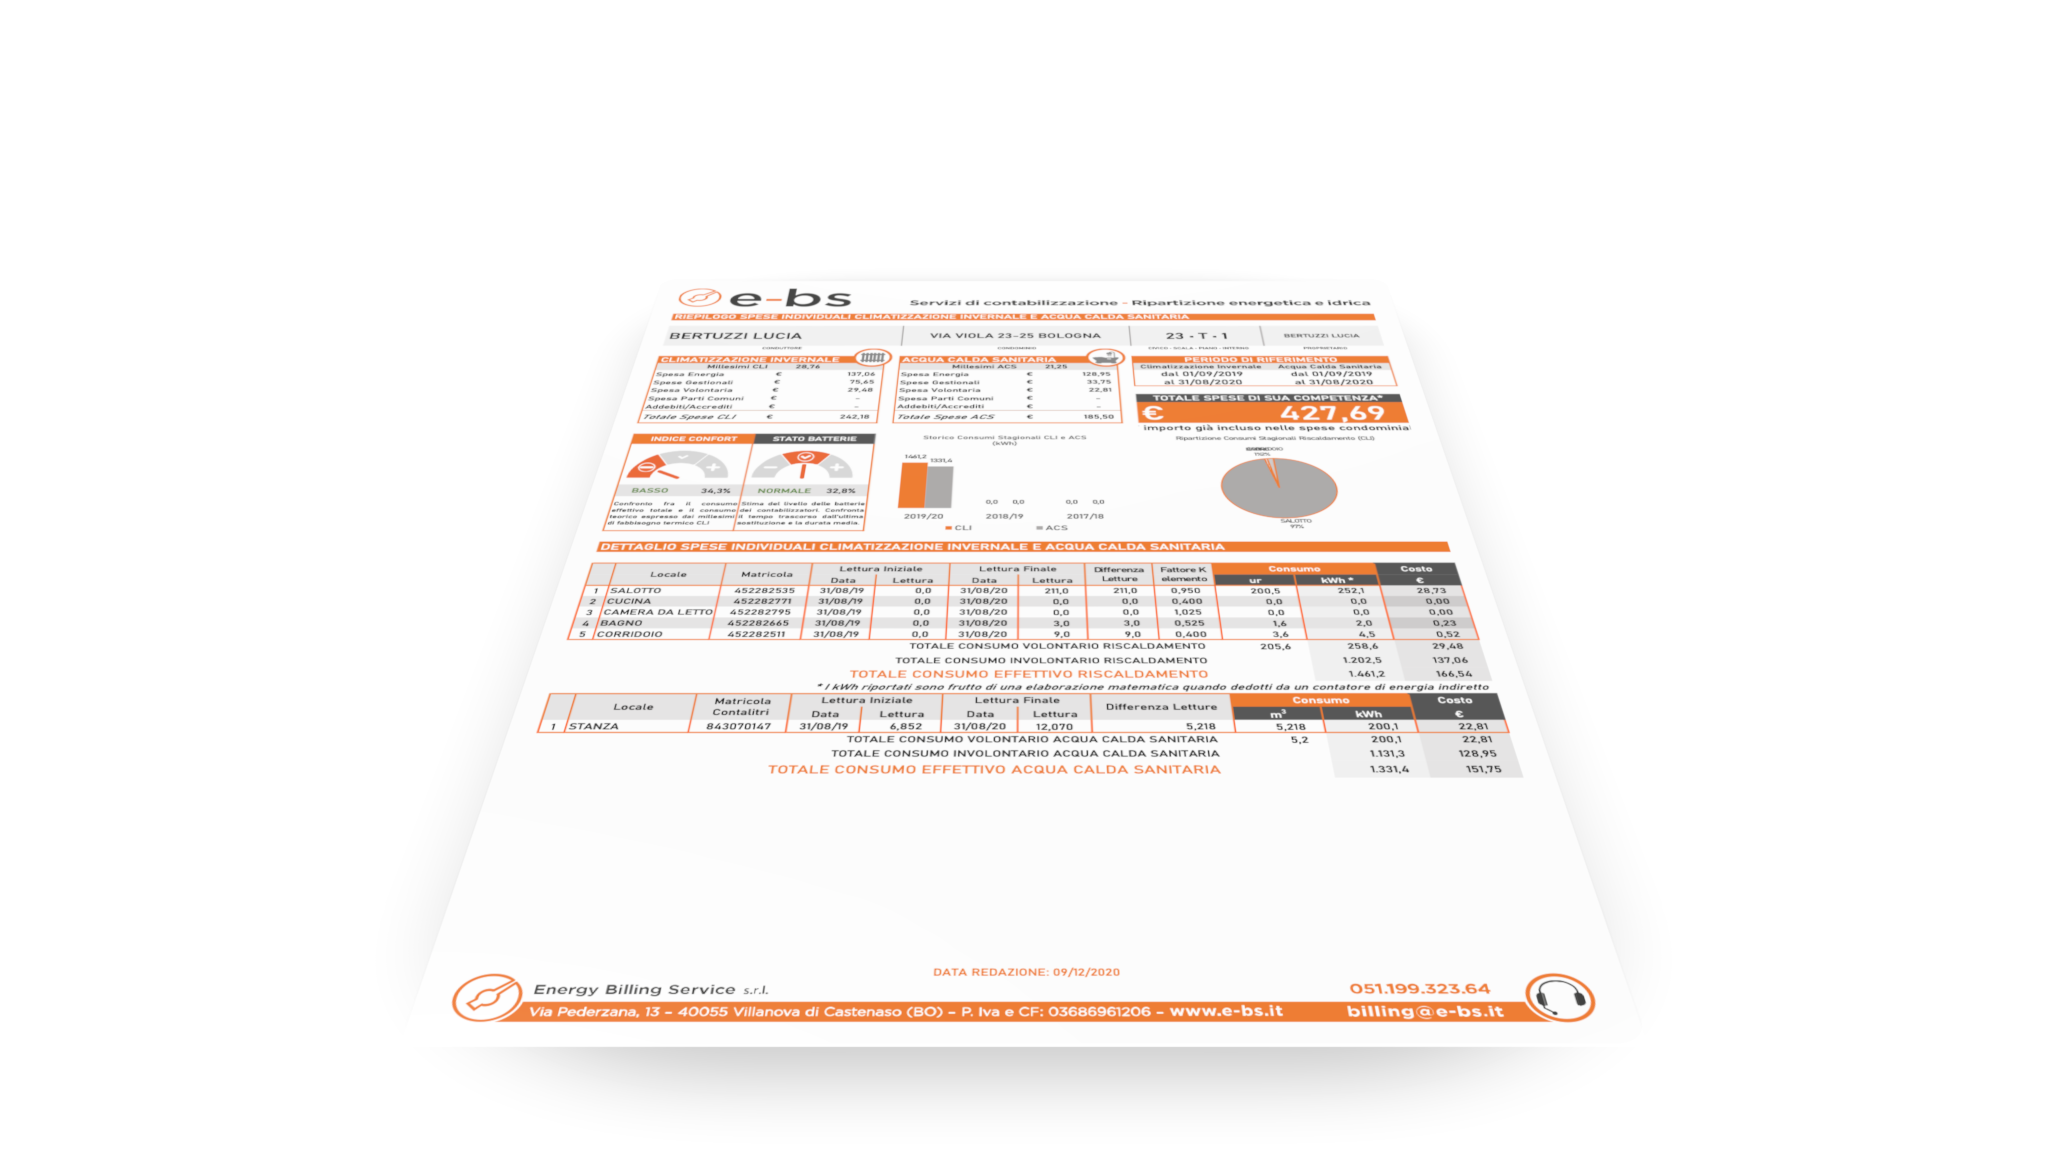 e-bs
Servizi di contabilizzazione - Ripartizione energetica e idrica
RIEPILOGO SPESE INDIVIDUALI CLIMATIZZAZIONE INVERNALE E ACQUA CALDA SANITARIA
BERTUZZI LUCIA VIA VIOLA 23-25 BOLOGNA 23 - T - 1 BERTUZZI LUCIA
CONDUTTORE CONDOMINIO CIVICO - SCALA - PIANO - INTERNO PROPRIETARIO
CLIMATIZZAZIONE INVERNALE
Millesimi CLI 28,76
Spesa Energia € 137,06
Spese Gestionali € 75,65
Spesa Volontaria € 29,48
Spesa Parti Comuni € -
Addebiti/Accrediti € -
Totale Spese CLI € 242,18
ACQUA CALDA SANITARIA
Millesimi ACS 21,25
Spesa Energia € 128,95
Spese Gestionali € 33,75
Spesa Volontaria € 22,81
Spesa Parti Comuni € -
Addebiti/Accrediti € -
Totale Spese ACS € 185,50
PERIODO DI RIFERIMENTO
Climatizzazione Invernale Acqua Calda Sanitaria
dal 01/09/2019 dal 01/09/2019
al 31/08/2020 al 31/08/2020
TOTALE SPESE DI SUA COMPETENZA*
€ 427,69
importo già incluso nelle spese condominia
INDICE CONFORT
BASSO 34,3%
Confronto fra il consumo
effettivo totale e il consumo
teorico espresso dai millesimi
di fabbisogno termico CLI
STATO BATTERIE
NORMALE 32,8%
Stima del livello delle batterie
dei contabilizzatori. Confronta
il tempo trascorso dall'ultima
sostituzione e la durata media.
Storico Consumi Stagionali CLI e ACS
(kWh)
1461,2 1331,4
0,0 0,0 0,0 0,0
2019/20 2018/19 2017/18
CLI ACS
Ripartizione Consumi Stagionali Riscaldamento (CLI)
SALOTTO
97%
DETTAGLIO SPESE INDIVIDUALI CLIMATIZZAZIONE INVERNALE E ACQUA CALDA SANITARIA
Locale Matricola Lettura Iniziale Lettura Finale Differenza Letture Fattore K elemento Consumo Costo
Data Lettura Data Lettura ur kWh * €
1 SALOTTO 452282535 31/08/19 0,0 31/08/20 211,0 211,0 0,950 200,5 252,1 28,73
2 CUCINA 452282771 31/08/19 0,0 31/08/20 0,0 0,0 0,400 0,0 0,0 0,00
3 CAMERA DA LETTO 452282795 31/08/19 0,0 31/08/20 0,0 0,0 1,025 0,0 0,0 0,00
4 BAGNO 452282665 31/08/19 0,0 31/08/20 3,0 3,0 0,525 1,6 2,0 0,23
5 CORRIDOIO 452282511 31/08/19 0,0 31/08/20 9,0 9,0 0,400 3,6 4,5 0,52
TOTALE CONSUMO VOLONTARIO RISCALDAMENTO 205,6 258,6 29,48
TOTALE CONSUMO INVOLONTARIO RISCALDAMENTO 1.202,5 137,06
TOTALE CONSUMO EFFETTIVO RISCALDAMENTO 1.461,2 166,54
* I kWh riportati sono frutto di una elaborazione matematica quando dedotti da un contatore di energia indiretto
Locale Matricola Contalitri Lettura Iniziale Lettura Finale Differenza Letture Consumo Costo
Data Lettura Data Lettura m³ kWh €
1 STANZA 843070147 31/08/19 6,852 31/08/20 12,070 5,218 5,218 200,1 22,81
TOTALE CONSUMO VOLONTARIO ACQUA CALDA SANITARIA 5,2 200,1 22,81
TOTALE CONSUMO INVOLONTARIO ACQUA CALDA SANITARIA 1.131,3 128,95
TOTALE CONSUMO EFFETTIVO ACQUA CALDA SANITARIA 1.331,4 151,75
DATA REDAZIONE: 09/12/2020
Energy Billing Service s.r.l. 051.199.323.64
Via Pederzana, 13 - 40055 Villanova di Castenaso (BO) - P. Iva e CF: 03686961206 - www.e-bs.it billing@e-bs.it